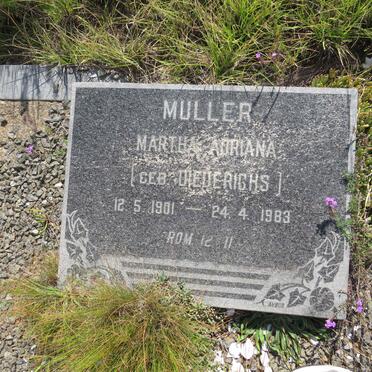 MULLER
MARTHA ADRIANA
[GEB. DIEDERICHS]
12. 5. 1901 — 24. 4. 1983
ROM 12:11